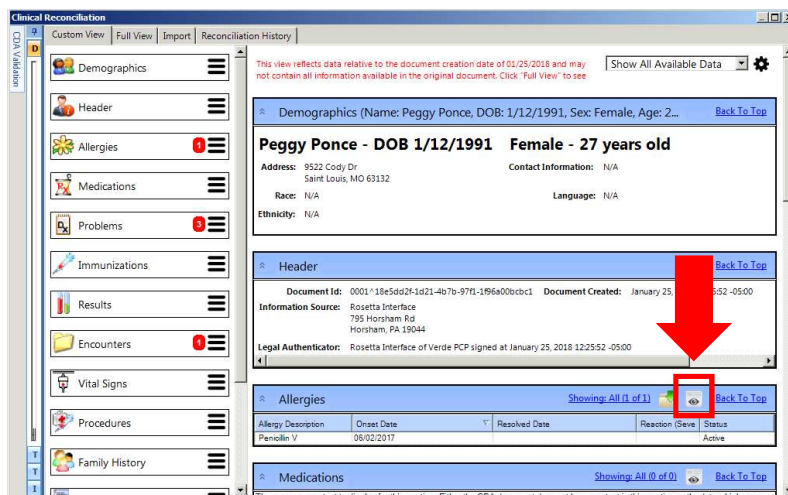 Clinical Reconciliation
CDA Validation
D
Custom View Full View Import Reconciliation History
Demographics
Header
Allergies 1
Medications
Problems 3
Immunizations
Results
Encounters 1
Vital Signs
Procedures
Family History
T
T
I
This view reflects data relative to the document creation date of 01/25/2018 and may
not contain all information available in the original document. Click "Full View" to see
Show All Available Data
Demographics (Name: Peggy Ponce, DOB: 1/12/1991, Sex: Female, Age: 2... Back To Top
Peggy Ponce - DOB 1/12/1991 Female - 27 years old
Address: 9522 Cody Dr Contact Information: N/A
Saint Louis, MO 63132
Race: N/A Language: N/A
Ethnicity: N/A
Header Back To Top
Document Id: 0001^18e5dd2f-1d21-4b7b-97f1-1f96a00bcbc1 Document Created: January 25, 5:52 -05:00
Information Source: Rosetta Interface
795 Horsham Rd
Horsham, PA 19044
Legal Authenticator: Rosetta Interface of Verde PCP signed at January 25, 2018 12:25:52 -05:00
Allergies Showing: All (1 of 1) Back To Top
Allergy Description Onset Date Resolved Date Reaction (Seve Status
Penicillin V 06/02/2017 Active
Medications Showing: All (0 of 0) Back To Top